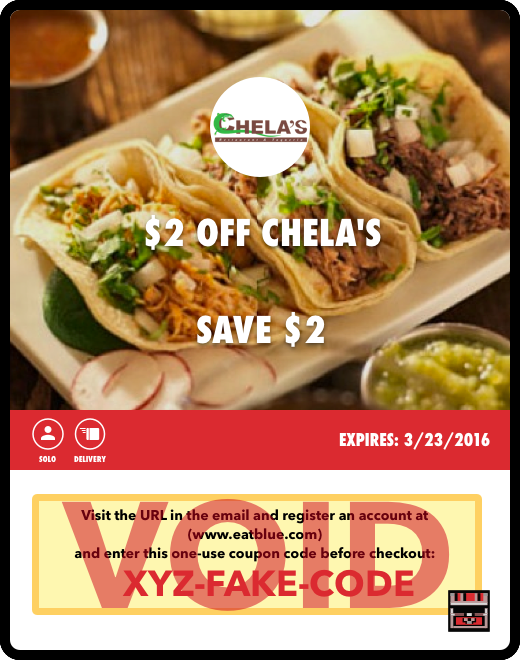 CHELA'S
$2 OFF CHELA'S
SAVE $2
SOLO
DELIVERY
EXPIRES: 3/23/2016
VOID
Visit the URL in the email and register an account at
(www.eatblue.com)
and enter this one-use coupon code before checkout:
XYZ-FAKE-CODE